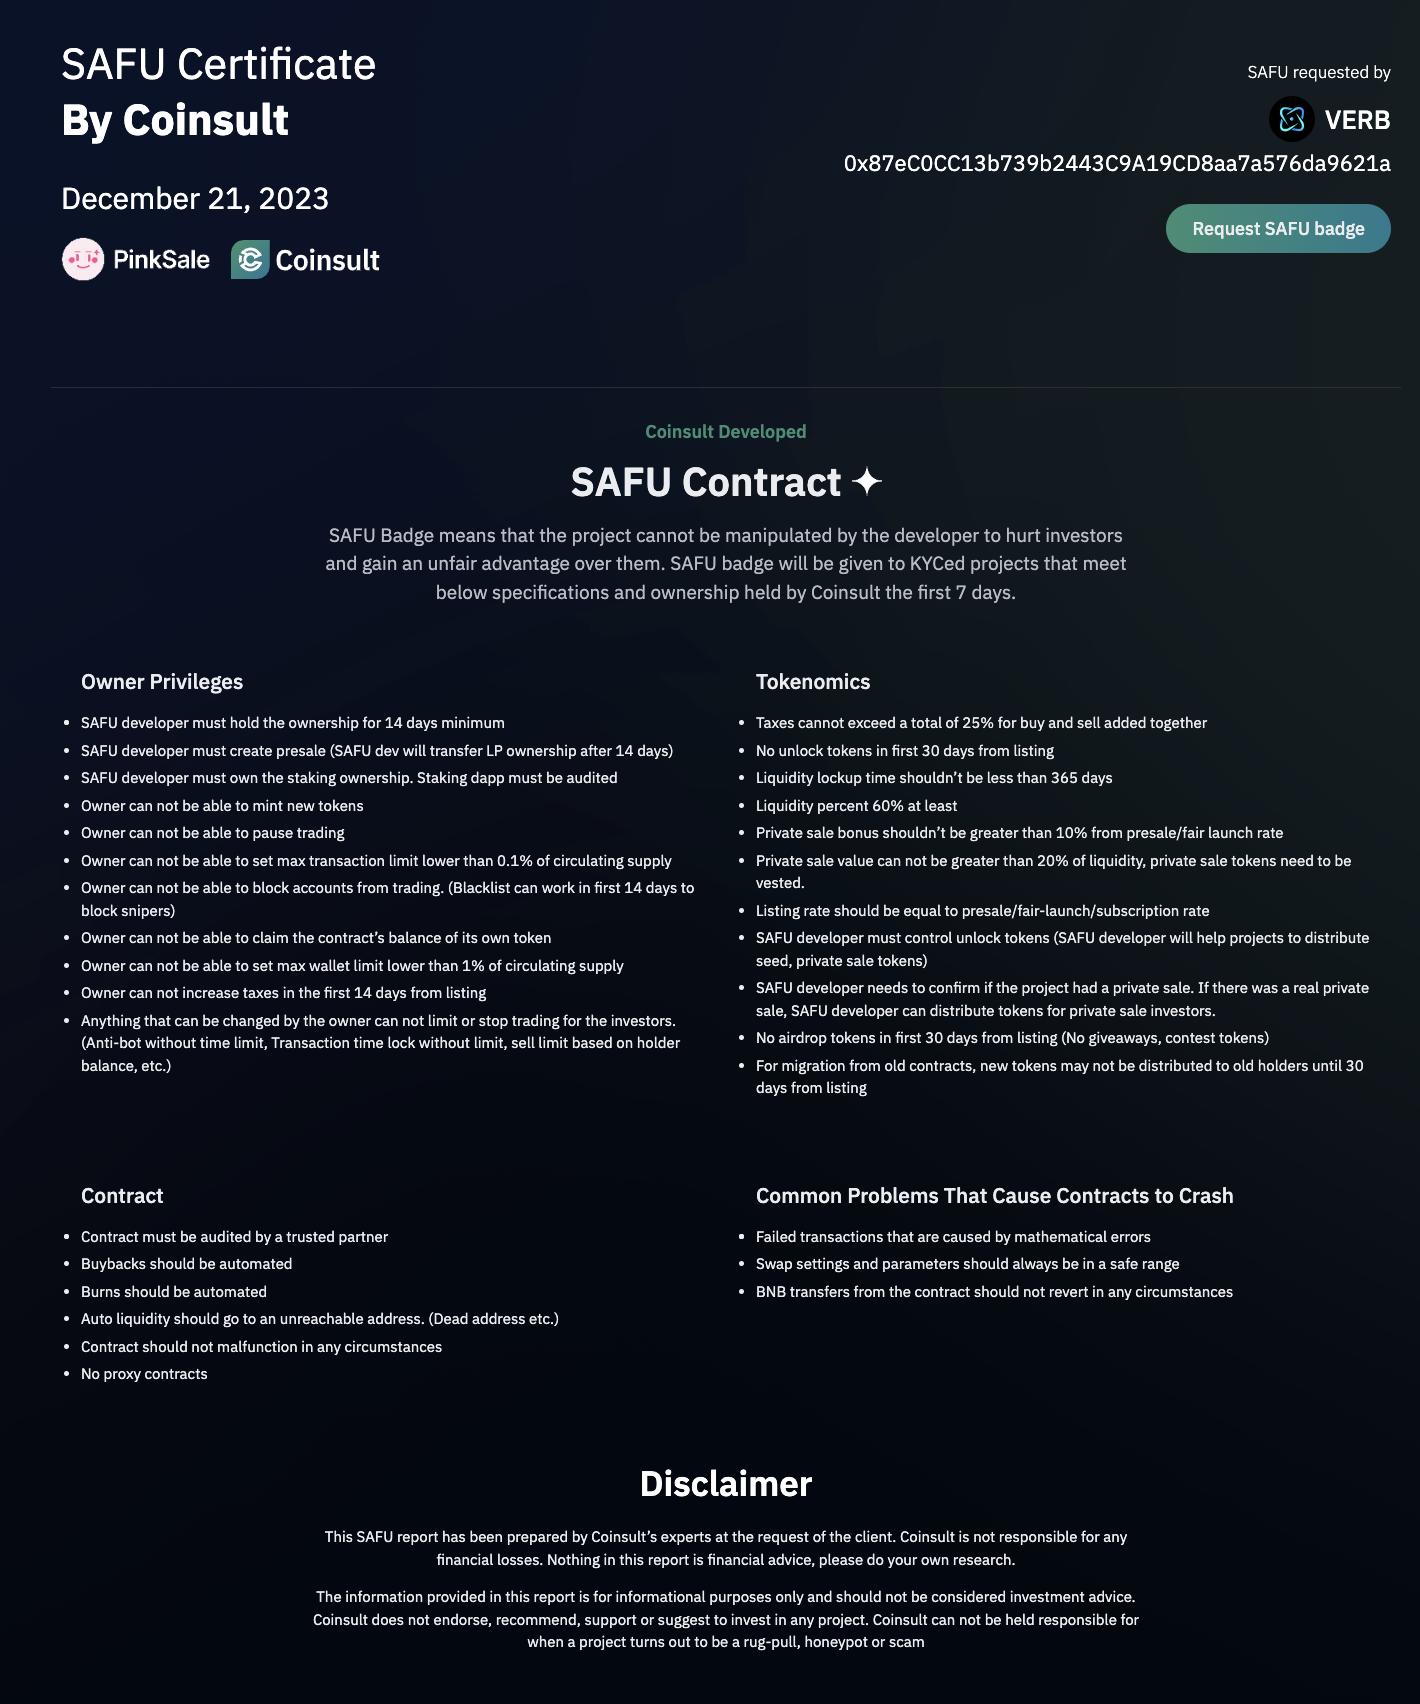 SAFU Certificate
By Coinsult
December 21, 2023
PinkSale
Coinsult
SAFU requested by
VERB
0x87eC0CC13b739b2443C9A19CD8aa7a576da9621a
Request SAFU badge
Coinsult Developed
SAFU Contract ✦
SAFU Badge means that the project cannot be manipulated by the developer to hurt investors
and gain an unfair advantage over them. SAFU badge will be given to KYCed projects that meet
below specifications and ownership held by Coinsult the first 7 days.
Owner Privileges
• SAFU developer must hold the ownership for 14 days minimum
• SAFU developer must create presale (SAFU dev will transfer LP ownership after 14 days)
• SAFU developer must own the staking ownership. Staking dapp must be audited
• Owner can not be able to mint new tokens
• Owner can not be able to pause trading
• Owner can not be able to set max transaction limit lower than 0.1% of circulating supply
• Owner can not be able to block accounts from trading. (Blacklist can work in first 14 days to
block snipers)
• Owner can not be able to claim the contract’s balance of its own token
• Owner can not be able to set max wallet limit lower than 1% of circulating supply
• Owner can not increase taxes in the first 14 days from listing
• Anything that can be changed by the owner can not limit or stop trading for the investors.
(Anti-bot without time limit, Transaction time lock without limit, sell limit based on holder
balance, etc.)
Tokenomics
• Taxes cannot exceed a total of 25% for buy and sell added together
• No unlock tokens in first 30 days from listing
• Liquidity lockup time shouldn’t be less than 365 days
• Liquidity percent 60% at least
• Private sale bonus shouldn’t be greater than 10% from presale/fair launch rate
• Private sale value can not be greater than 20% of liquidity, private sale tokens need to be
vested.
• Listing rate should be equal to presale/fair-launch/subscription rate
• SAFU developer must control unlock tokens (SAFU developer will help projects to distribute
seed, private sale tokens)
• SAFU developer needs to confirm if the project had a private sale. If there was a real private
sale, SAFU developer can distribute tokens for private sale investors.
• No airdrop tokens in first 30 days from listing (No giveaways, contest tokens)
• For migration from old contracts, new tokens may not be distributed to old holders until 30
days from listing
Contract
• Contract must be audited by a trusted partner
• Buybacks should be automated
• Burns should be automated
• Auto liquidity should go to an unreachable address. (Dead address etc.)
• Contract should not malfunction in any circumstances
• No proxy contracts
Common Problems That Cause Contracts to Crash
• Failed transactions that are caused by mathematical errors
• Swap settings and parameters should always be in a safe range
• BNB transfers from the contract should not revert in any circumstances
Disclaimer
This SAFU report has been prepared by Coinsult’s experts at the request of the client. Coinsult is not responsible for any
financial losses. Nothing in this report is financial advice, please do your own research.
The information provided in this report is for informational purposes only and should not be considered investment advice.
Coinsult does not endorse, recommend, support or suggest to invest in any project. Coinsult can not be held responsible for
when a project turns out to be a rug-pull, honeypot or scam